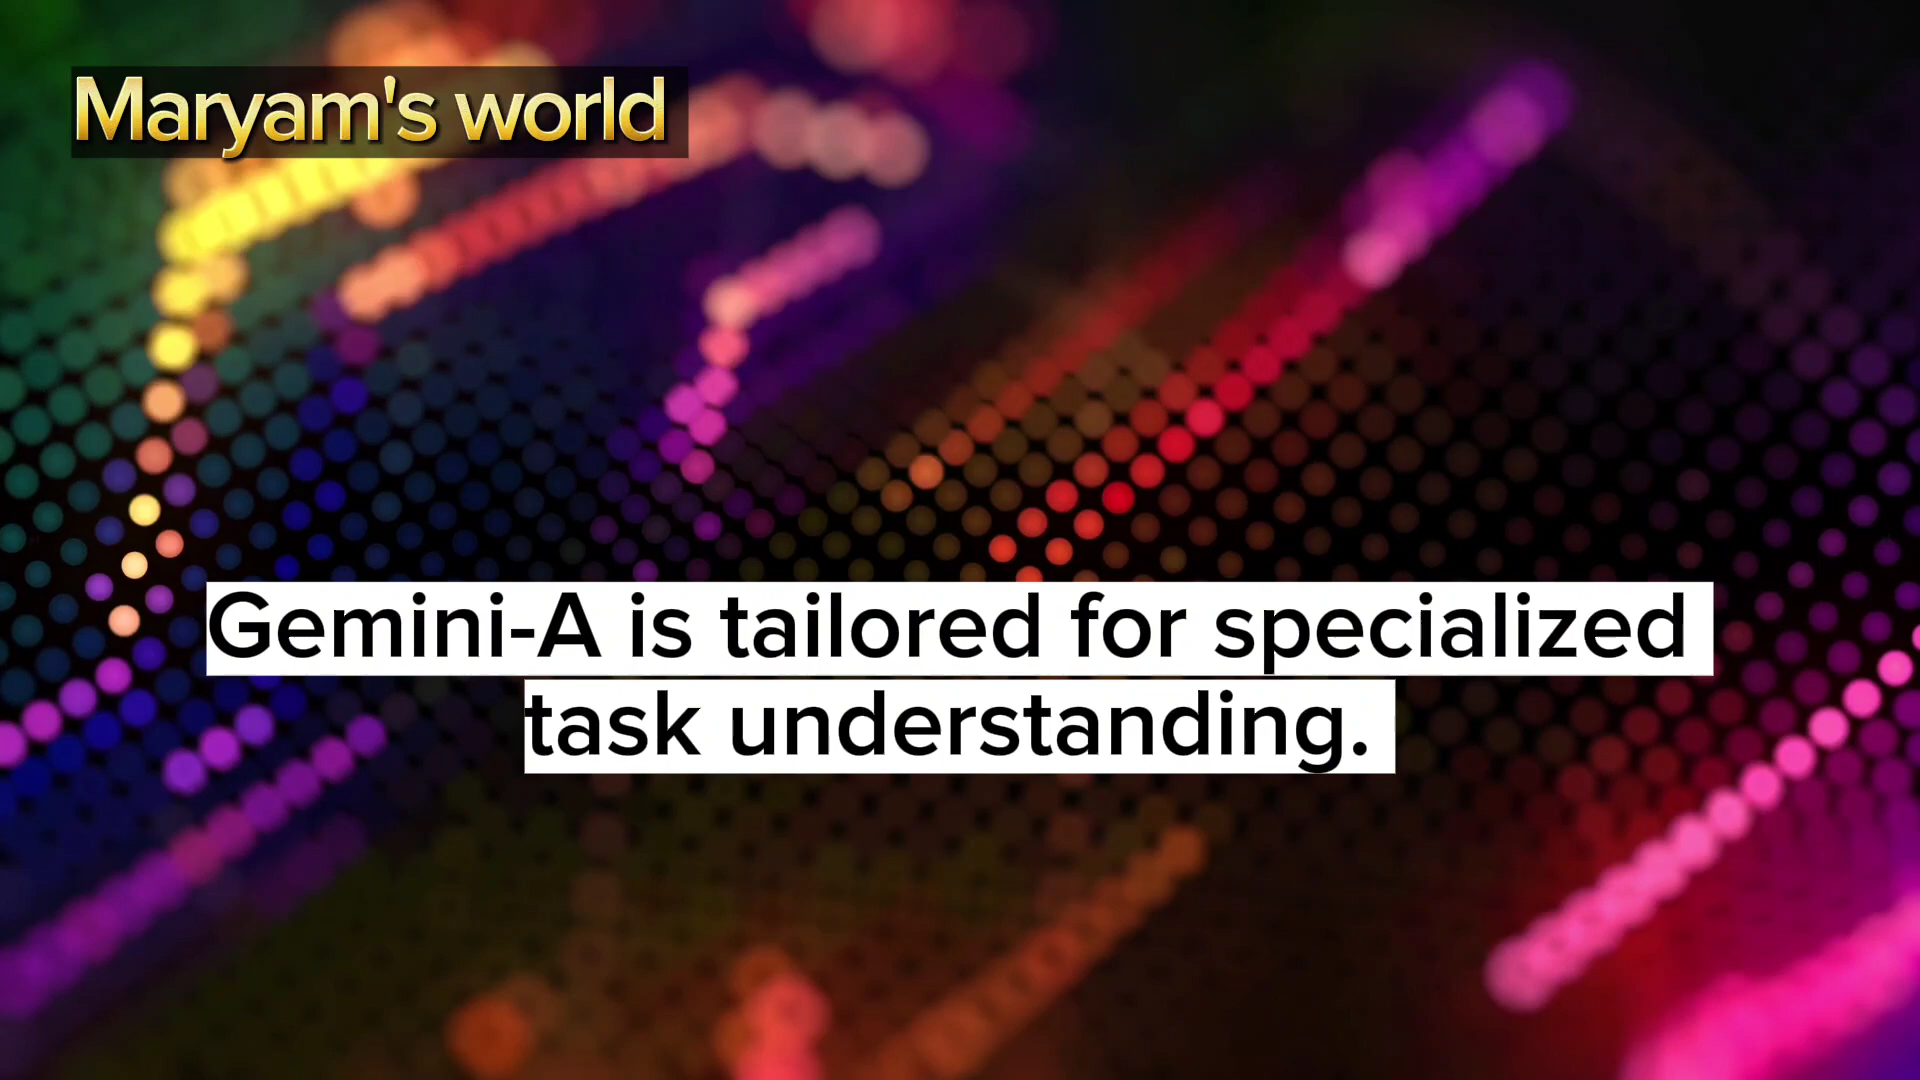 Maryam's world
Gemini-A is tailored for specialized
task understanding.